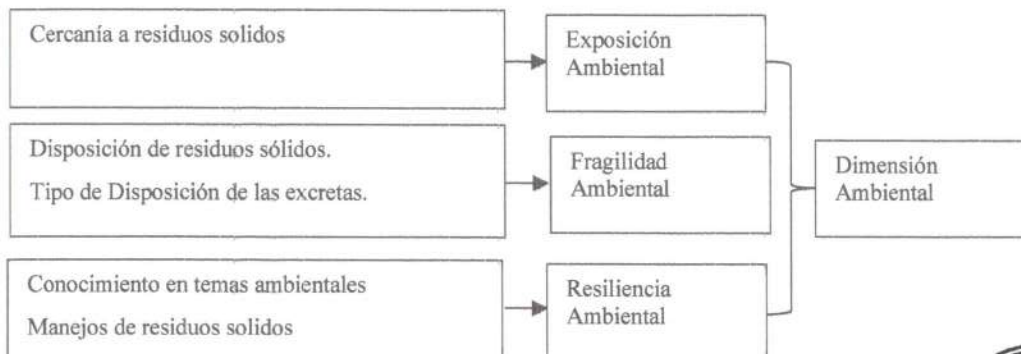 Cercanía a residuos solidos
Exposición
Ambiental
Disposición de residuos sólidos.
Tipo de Disposición de las excretas.
Fragilidad
Ambiental
Dimensión
Ambiental
Conocimiento en temas ambientales
Manejos de residuos solidos
Resiliencia
Ambiental